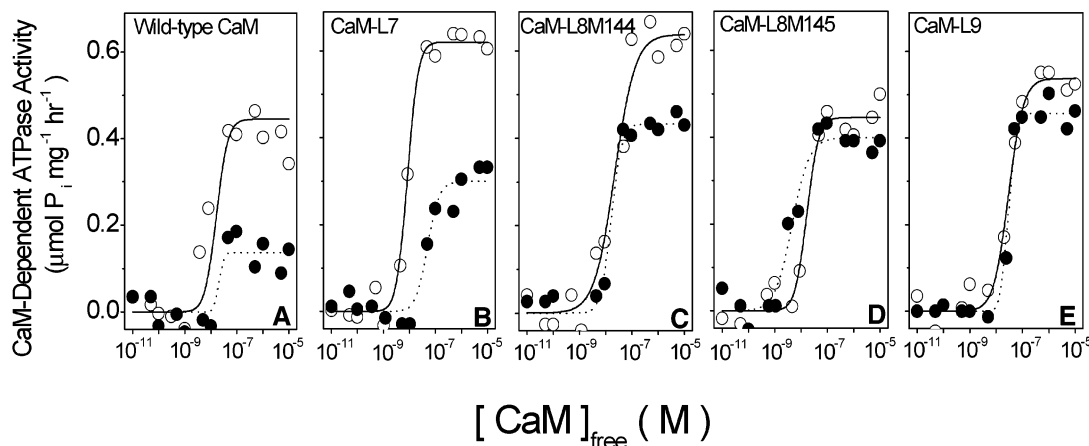 Wild-type CaM
CaM-L7
CaM-L8M144
CaM-L8M145
CaM-L9
CaM-Dependent ATPase Activity
(μmol Pᵢ mg⁻¹ hr⁻¹)
0.6
0.4
0.2
0.0
A
B
C
D
E
10⁻¹¹ 10⁻⁹ 10⁻⁷ 10⁻⁵
10⁻¹¹ 10⁻⁹ 10⁻⁷ 10⁻⁵
10⁻¹¹ 10⁻⁹ 10⁻⁷ 10⁻⁵
10⁻¹¹ 10⁻⁹ 10⁻⁷ 10⁻⁵
10⁻¹¹ 10⁻⁹ 10⁻⁷ 10⁻⁵
[ CaM ]free ( M )